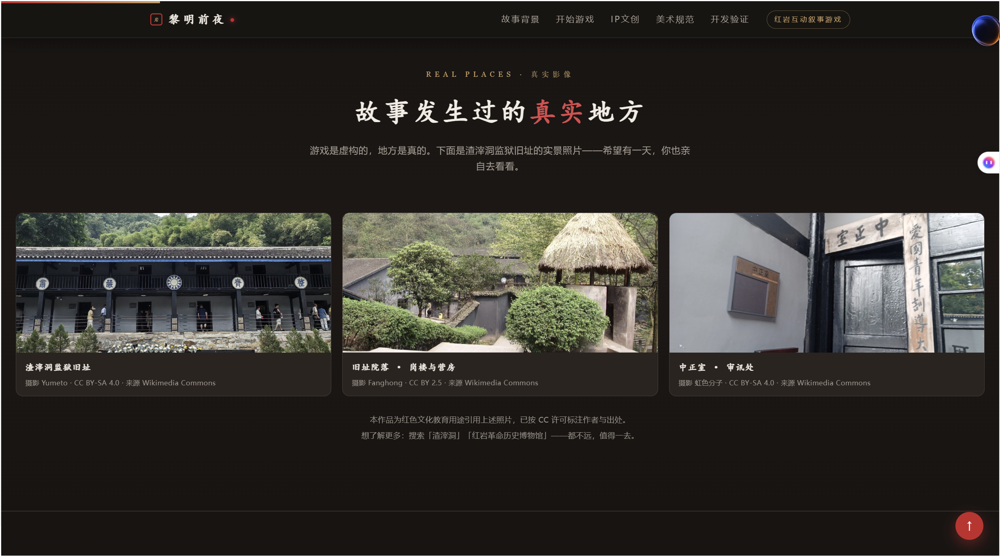 岩 黎明前夜
故事背景 开始游戏 IP文创 美术规范 开发验证 红岩互动叙事游戏
REAL PLACES · 真实影像
故事发生过的真实地方
游戏是虚构的，地方是真的。下面是渣滓洞监狱旧址的实景照片——希望有一天，你也亲
自去看看。
肅 嚴 齊 整
室正中
中正室
愛國青年訓導大
渣滓洞监狱旧址
摄影 Yumeto · CC BY-SA 4.0 · 来源 Wikimedia Commons
旧址院落 · 岗楼与营房
摄影 Fanghong · CC BY 2.5 · 来源 Wikimedia Commons
中正室 · 审讯处
摄影 虹色分子 · CC BY-SA 4.0 · 来源 Wikimedia Commons
本作品为红色文化教育用途引用上述照片，已按 CC 许可标注作者与出处。
想了解更多：搜索「渣滓洞」「红岩革命历史博物馆」——都不远，值得一去。
↑